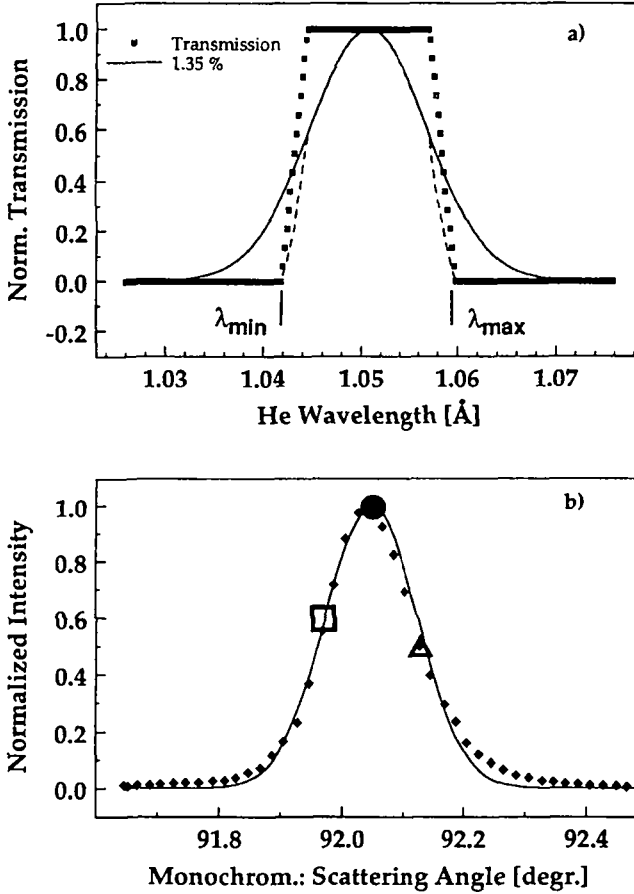 a)
Transmission
1.35 %
1.0
0.8
0.6
0.4
0.2
0.0
-0.2
Norm. Transmission
λmin
λmax
1.03 1.04 1.05 1.06 1.07
He Wavelength [Å]
b)
1.0
0.8
0.6
0.4
0.2
0.0
Normalized Intensity
91.8 92.0 92.2 92.4
Monochrom.: Scattering Angle [degr.]